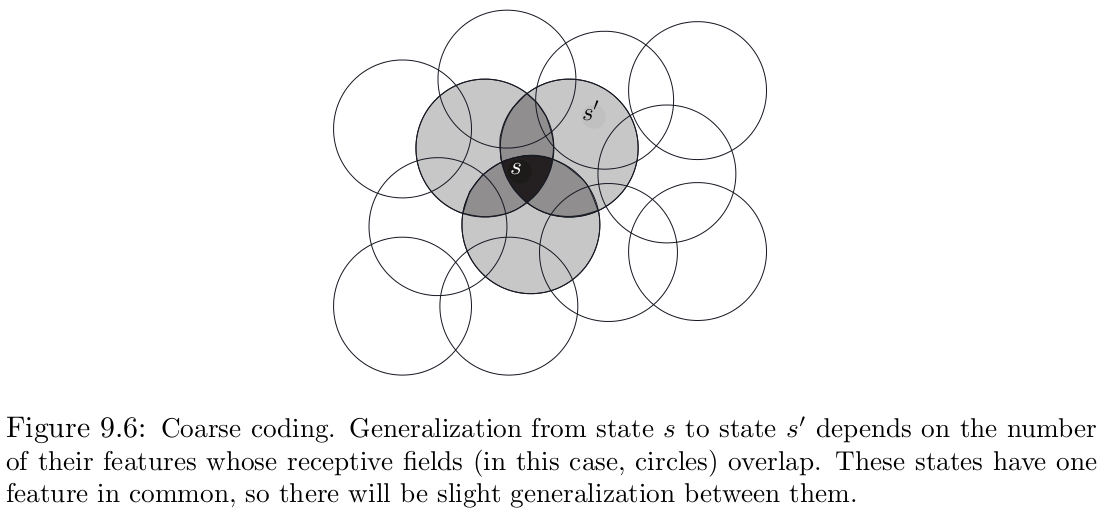 s′
s
Figure 9.6: Coarse coding. Generalization from state s to state s′ depends on the number
of their features whose receptive fields (in this case, circles) overlap. These states have one
feature in common, so there will be slight generalization between them.